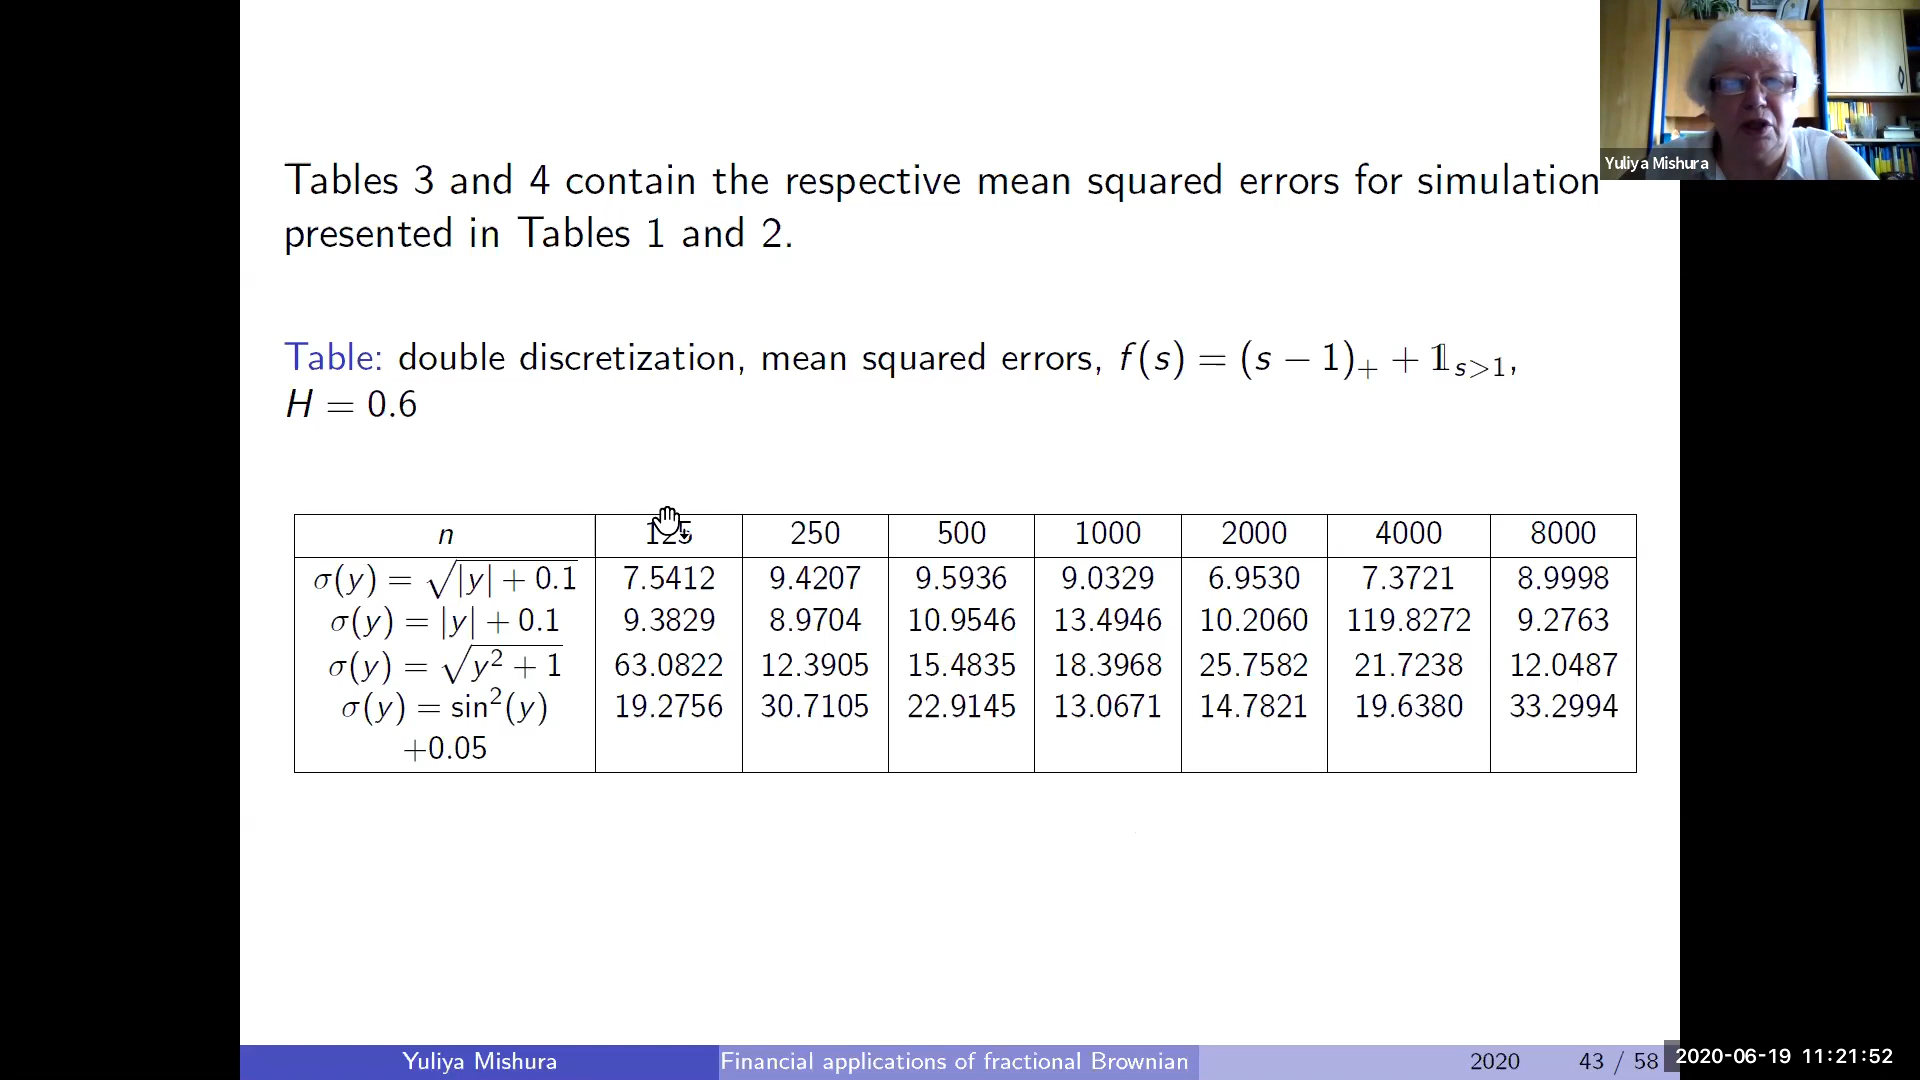 Yuliya Mishura
Tables 3 and 4 contain the respective mean squared errors for simulation
presented in Tables 1 and 2.
Table: double discretization, mean squared errors, f(s) = (s − 1)₊ + 𝟙ₛ>₁,
H = 0.6
n 125 250 500 1000 2000 4000 8000
σ(y) = √|y| + 0.1 7.5412 9.4207 9.5936 9.0329 6.9530 7.3721 8.9998
σ(y) = |y| + 0.1 9.3829 8.9704 10.9546 13.4946 10.2060 119.8272 9.2763
σ(y) = √y² + 1 63.0822 12.3905 15.4835 18.3968 25.7582 21.7238 12.0487
σ(y) = sin²(y) 19.2756 30.7105 22.9145 13.0671 14.7821 19.6380 33.2994
+0.05
Yuliya Mishura Financial applications of fractional Brownian 2020 43 / 58
2020-06-19 11:21:52